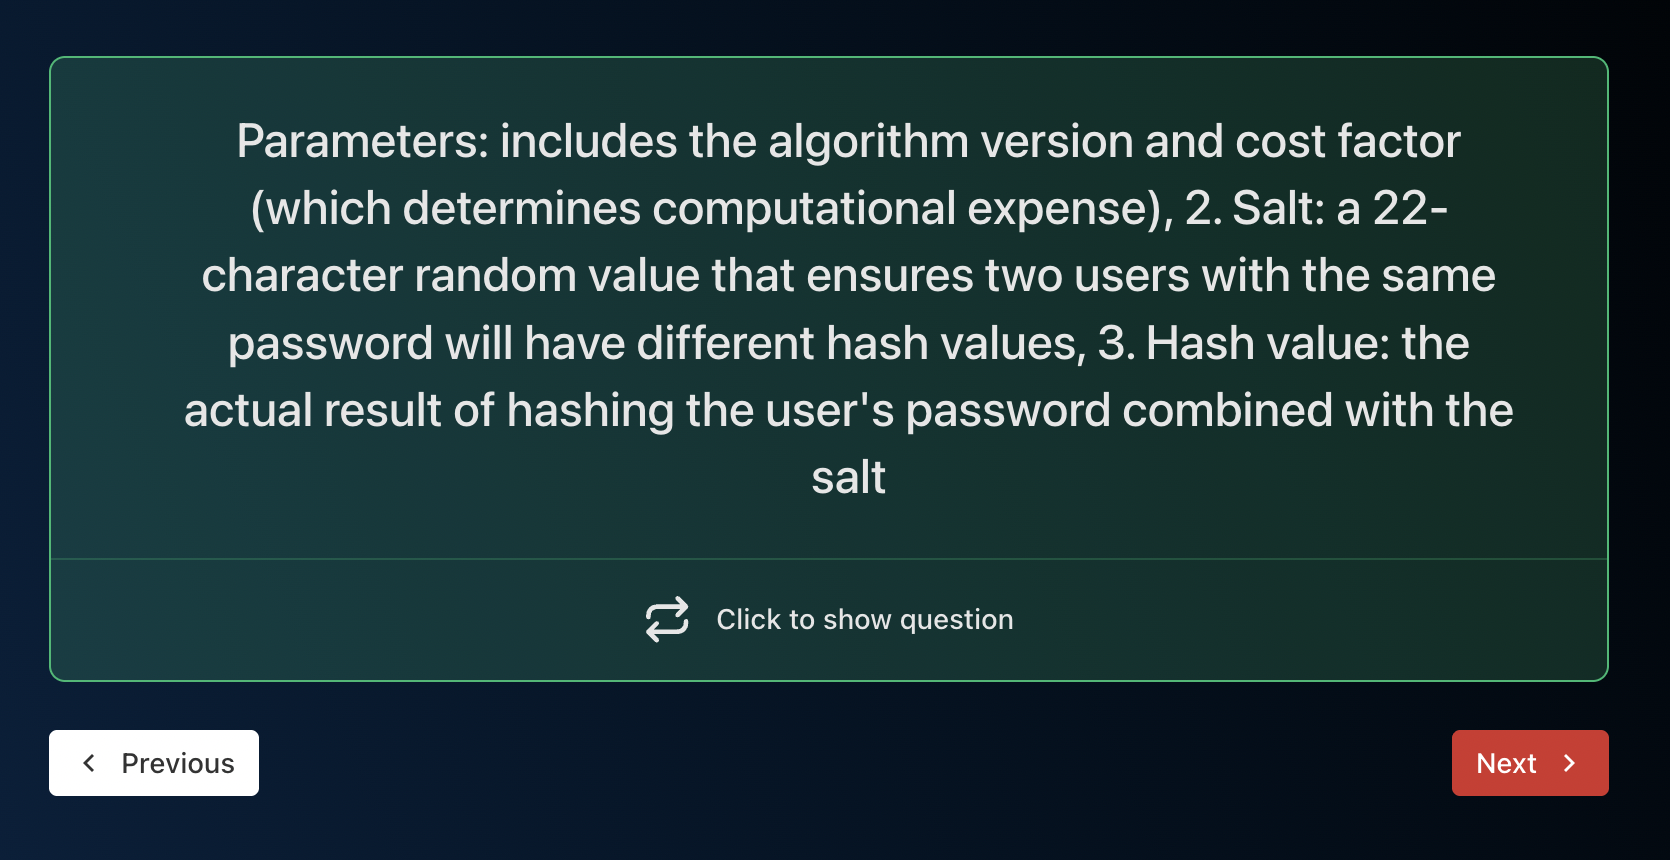 Parameters: includes the algorithm version and cost factor
(which determines computational expense), 2. Salt: a 22-
character random value that ensures two users with the same
password will have different hash values, 3. Hash value: the
actual result of hashing the user's password combined with the
salt
Click to show question
Previous
Next